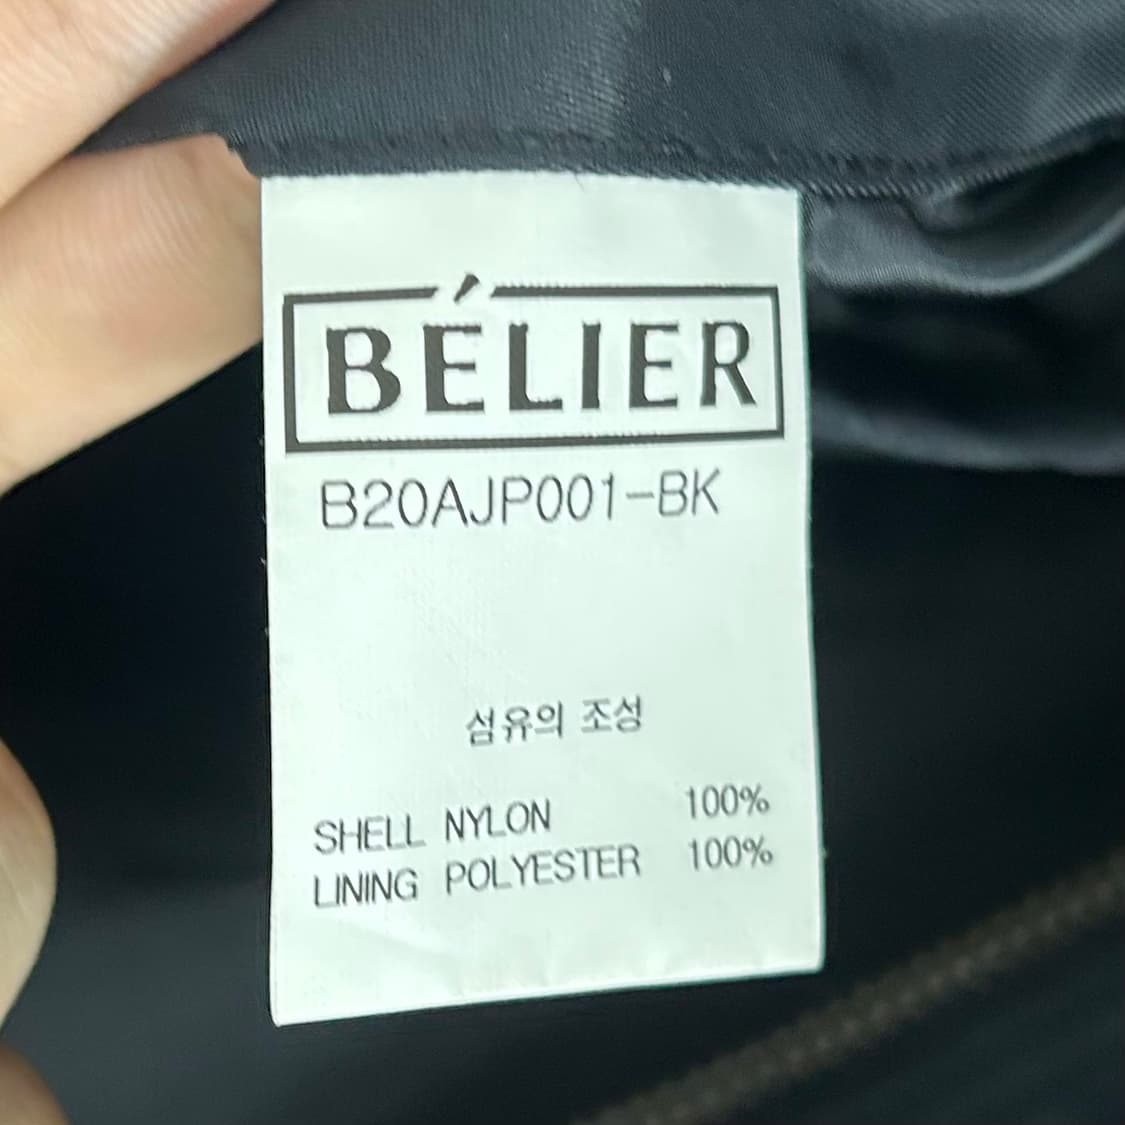 BÉLIER
B20AJP001-BK
섬유의 조성
SHELL NYLON 100%
LINING POLYESTER 100%